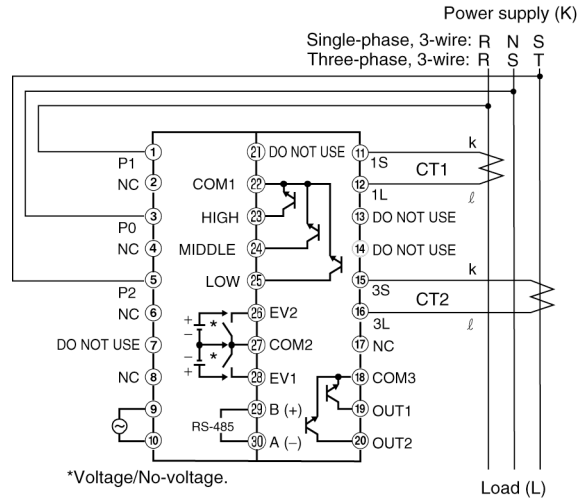 Power supply (K)
Single-phase, 3-wire: R N S
Three-phase, 3-wire: R S T
1 P1
NC 2
3 P0
NC 4
5 P2
NC 6
DO NOT USE 7
NC 8
9
10
21 DO NOT USE
COM1 22
HIGH 23
MIDDLE 24
LOW 25
+ − * 26 EV2
27 COM2
− + * 28 EV1
RS-485
29 B (+)
30 A (−)
11 1S k
CT1
12 1L ℓ
13 DO NOT USE
14 DO NOT USE
15 3S k
CT2
16 3L ℓ
17 NC
18 COM3
19 OUT1
20 OUT2
*Voltage/No-voltage.
Load (L)